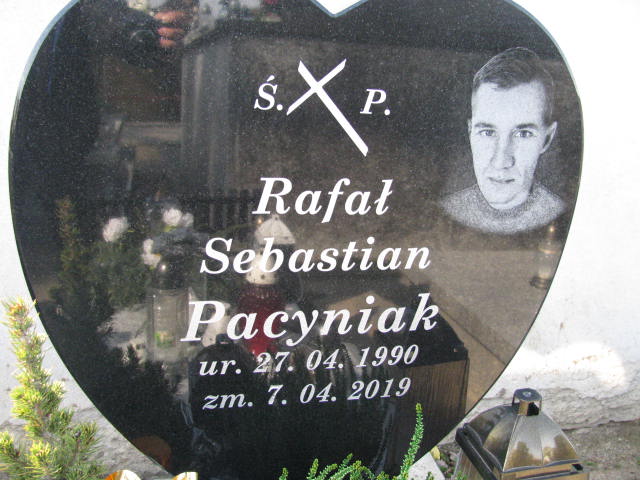 Ś. P.
Rafał
Sebastian
Pacyniak
ur. 27. 04. 1990
zm. 7. 04. 2019